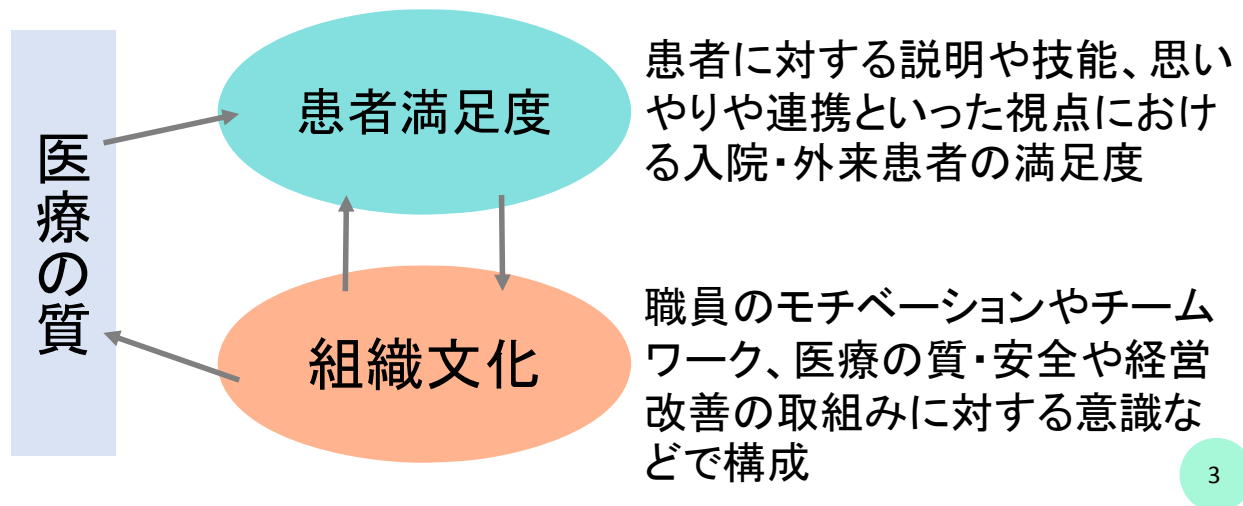 医療の質
患者満足度
患者に対する説明や技能、思い
やりや連携といった視点におけ
る入院・外来患者の満足度
組織文化
職員のモチベーションやチーム
ワーク、医療の質・安全や経営
改善の取組みに対する意識な
どで構成
3